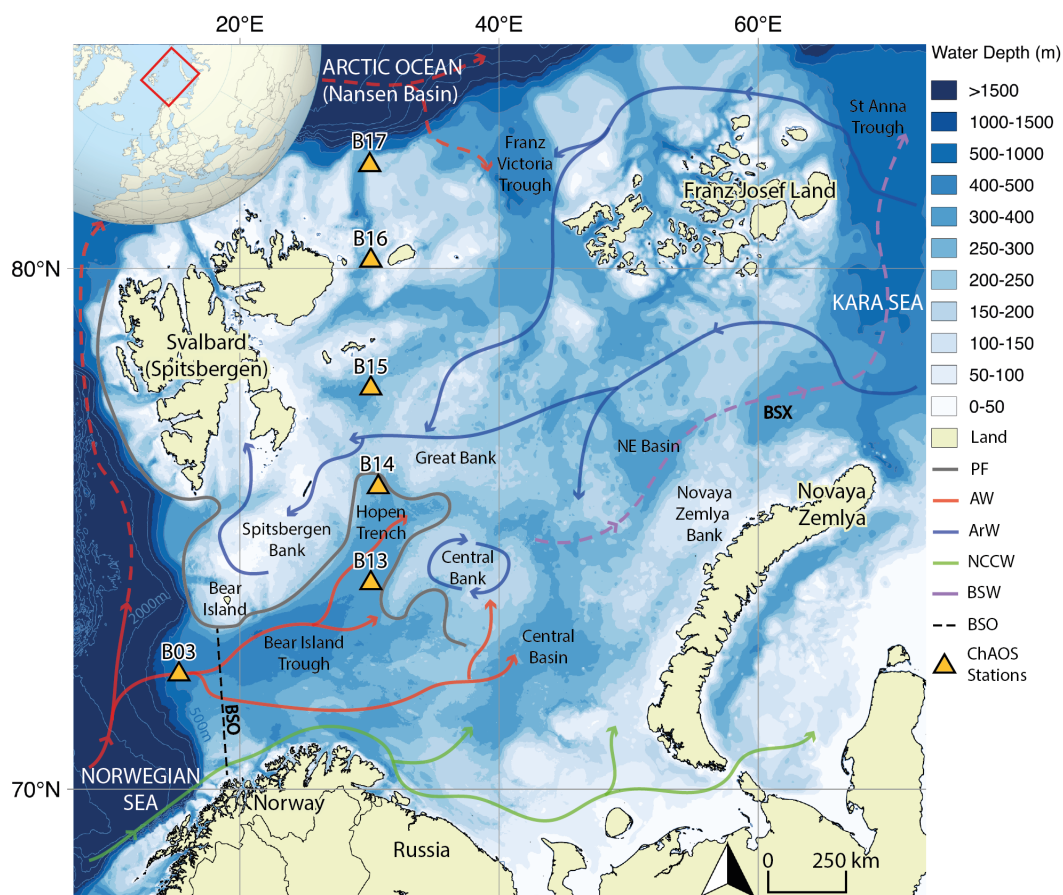 20°E
40°E
60°E
ARCTIC OCEAN
(Nansen Basin)
B17
Franz
Victoria
Trough
St Anna
Trough
Franz Josef Land
B16
80°N
KARA SEA
Svalbard
(Spitsbergen)
B15
BSX
Great Bank
NE Basin
B14
Hopen
Trench
Novaya
Zemlya
Bank
Novaya
Zemlya
Spitsbergen
Bank
B13
Central
Bank
Bear
Island
2000m
B03
Bear Island
Trough
Central
Basin
500m
BSO
NORWEGIAN
SEA
70°N
Norway
Russia
0
250 km
Water Depth (m)
>1500
1000-1500
500-1000
400-500
300-400
250-300
200-250
150-200
100-150
50-100
0-50
Land
PF
AW
ArW
NCCW
BSW
BSO
ChAOS
Stations